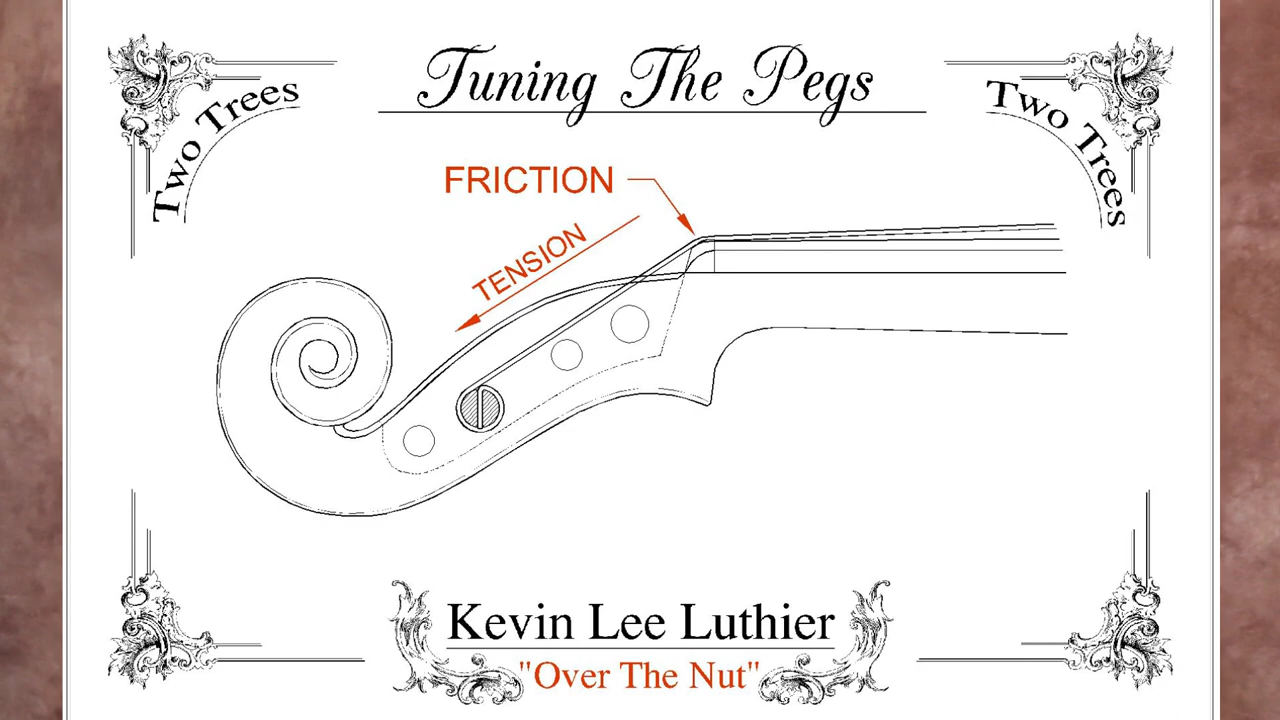 Tuning The Pegs
Two Trees
Two Trees
FRICTION
TENSION
Kevin Lee Luthier
"Over The Nut"